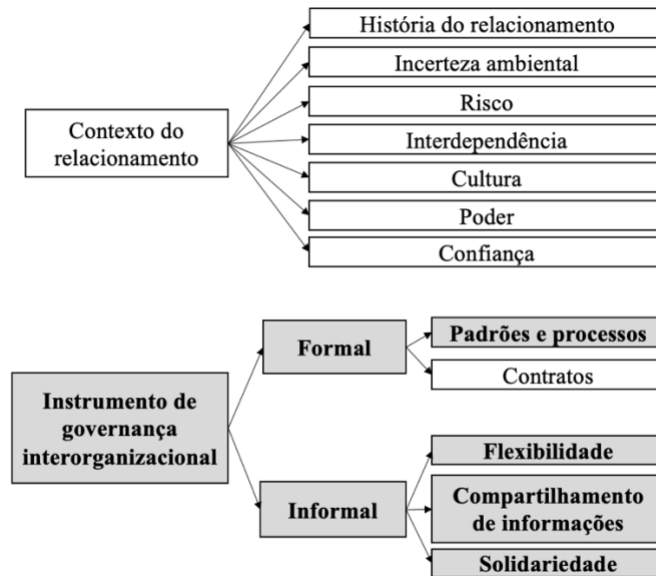 História do relacionamento
Incerteza ambiental
Risco
Contexto do
relacionamento
Interdependência
Cultura
Poder
Confiança
Formal
Padrões e processos
Contratos
Instrumento de
governança
interorganizacional
Informal
Flexibilidade
Compartilhamento
de informações
Solidariedade